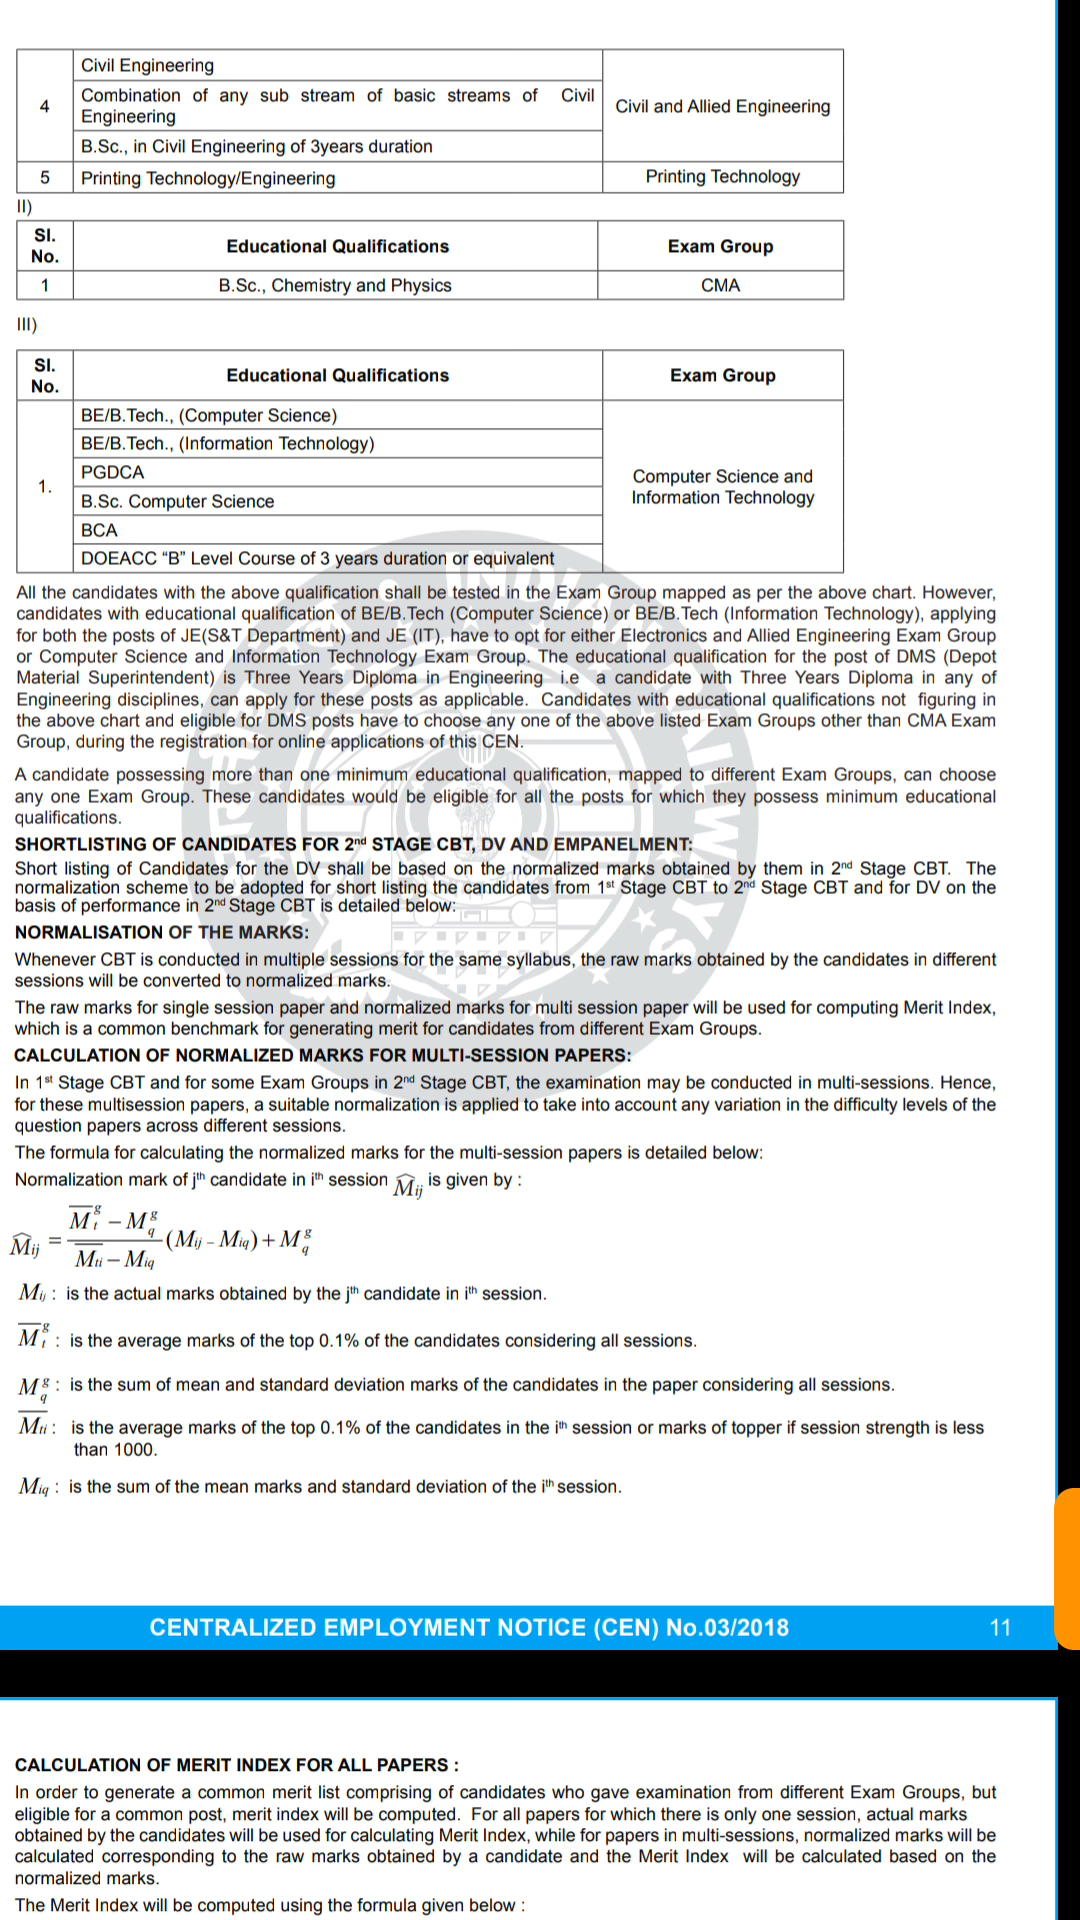 Civil Engineering
4
Combination of any sub stream of basic streams of Civil
Engineering
Civil and Allied Engineering
B.Sc., in Civil Engineering of 3years duration
5 Printing Technology/Engineering Printing Technology
II)
Sl.
No.
Educational Qualifications Exam Group
1 B.Sc., Chemistry and Physics CMA
III)
Sl.
No.
Educational Qualifications Exam Group
1.
BE/B.Tech., (Computer Science)
BE/B.Tech., (Information Technology)
PGDCA
B.Sc. Computer Science
BCA
DOEACC “B” Level Course of 3 years duration or equivalent
Computer Science and
Information Technology
All the candidates with the above qualification shall be tested in the Exam Group mapped as per the above chart. However,
candidates with educational qualification of BE/B.Tech (Computer Science) or BE/B.Tech (Information Technology), applying
for both the posts of JE(S&T Department) and JE (IT), have to opt for either Electronics and Allied Engineering Exam Group
or Computer Science and Information Technology Exam Group. The educational qualification for the post of DMS (Depot
Material Superintendent) is Three Years Diploma in Engineering i.e a candidate with Three Years Diploma in any of
Engineering disciplines, can apply for these posts as applicable. Candidates with educational qualifications not figuring in
the above chart and eligible for DMS posts have to choose any one of the above listed Exam Groups other than CMA Exam
Group, during the registration for online applications of this CEN.
A candidate possessing more than one minimum educational qualification, mapped to different Exam Groups, can choose
any one Exam Group. These candidates would be eligible for all the posts for which they possess minimum educational
qualifications.
SHORTLISTING OF CANDIDATES FOR 2nd STAGE CBT, DV AND EMPANELMENT:
Short listing of Candidates for the DV shall be based on the normalized marks obtained by them in 2nd Stage CBT. The
normalization scheme to be adopted for short listing the candidates from 1st Stage CBT to 2nd Stage CBT and for DV on the
basis of performance in 2nd Stage CBT is detailed below:
NORMALISATION OF THE MARKS:
Whenever CBT is conducted in multiple sessions for the same syllabus, the raw marks obtained by the candidates in different
sessions will be converted to normalized marks.
The raw marks for single session paper and normalized marks for multi session paper will be used for computing Merit Index,
which is a common benchmark for generating merit for candidates from different Exam Groups.
CALCULATION OF NORMALIZED MARKS FOR MULTI-SESSION PAPERS:
In 1st Stage CBT and for some Exam Groups in 2nd Stage CBT, the examination may be conducted in multi-sessions. Hence,
for these multisession papers, a suitable normalization is applied to take into account any variation in the difficulty levels of the
question papers across different sessions.
The formula for calculating the normalized marks for the multi-session papers is detailed below:
Normalization mark of jth candidate in ith session M̂ij is given by :
M̂ij = (M̅tg − Mqg) / (M̅ti − Miq) (Mij − Miq) + Mqg
Mij : is the actual marks obtained by the jth candidate in ith session.
M̅tg : is the average marks of the top 0.1% of the candidates considering all sessions.
Mqg : is the sum of mean and standard deviation marks of the candidates in the paper considering all sessions.
M̅ti : is the average marks of the top 0.1% of the candidates in the ith session or marks of topper if session strength is less
than 1000.
Miq : is the sum of the mean marks and standard deviation of the ith session.
CENTRALIZED EMPLOYMENT NOTICE (CEN) No.03/2018 11
CALCULATION OF MERIT INDEX FOR ALL PAPERS :
In order to generate a common merit list comprising of candidates who gave examination from different Exam Groups, but
eligible for a common post, merit index will be computed. For all papers for which there is only one session, actual marks
obtained by the candidates will be used for calculating Merit Index, while for papers in multi-sessions, normalized marks will be
calculated corresponding to the raw marks obtained by a candidate and the Merit Index will be calculated based on the
normalized marks.
The Merit Index will be computed using the formula given below :